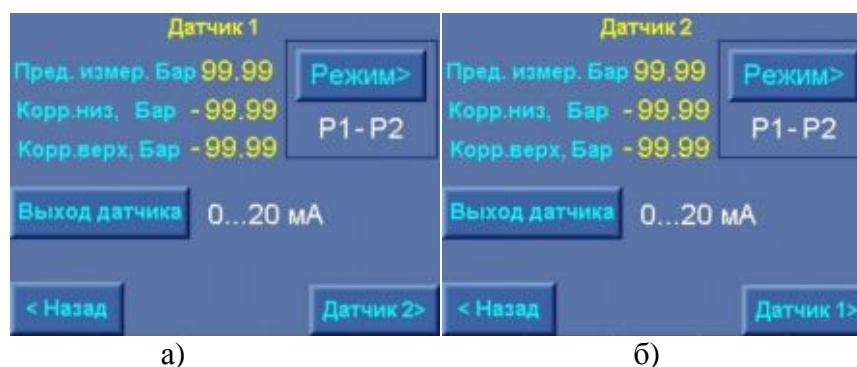 Датчик 1
Пред. измер. Бар 99.99
Режим>
Корр.низ, Бар -99.99
P1-P2
Корр.верх, Бар -99.99
Выход датчика 0...20 мА
< Назад
Датчик 2>
а)
Датчик 2
Пред. измер. Бар 99.99
Режим>
Корр.низ, Бар -99.99
P1-P2
Корр.верх, Бар -99.99
Выход датчика 0...20 мА
< Назад
Датчик 1>
б)